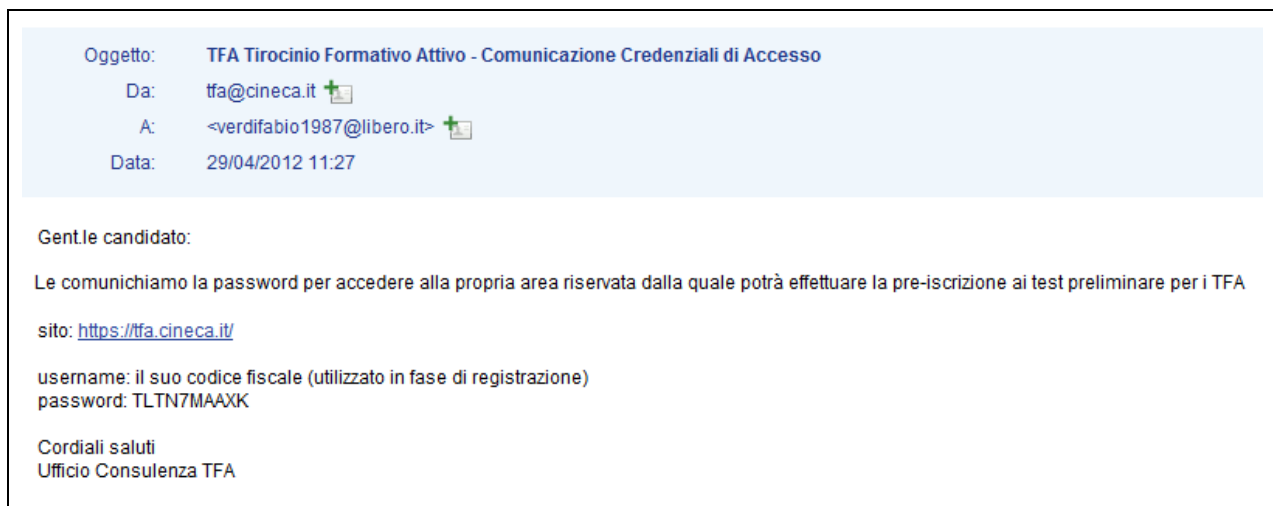 Oggetto: TFA Tirocinio Formativo Attivo - Comunicazione Credenziali di Accesso
Da: tfa@cineca.it
A: <verdifabio1987@libero.it>
Data: 29/04/2012 11:27
Gent.le candidato:
Le comunichiamo la password per accedere alla propria area riservata dalla quale potrà effettuare la pre-iscrizione ai test preliminare per i TFA
sito: https://tfa.cineca.it/
username: il suo codice fiscale (utilizzato in fase di registrazione)
password: TLTN7MAAXK
Cordiali saluti
Ufficio Consulenza TFA